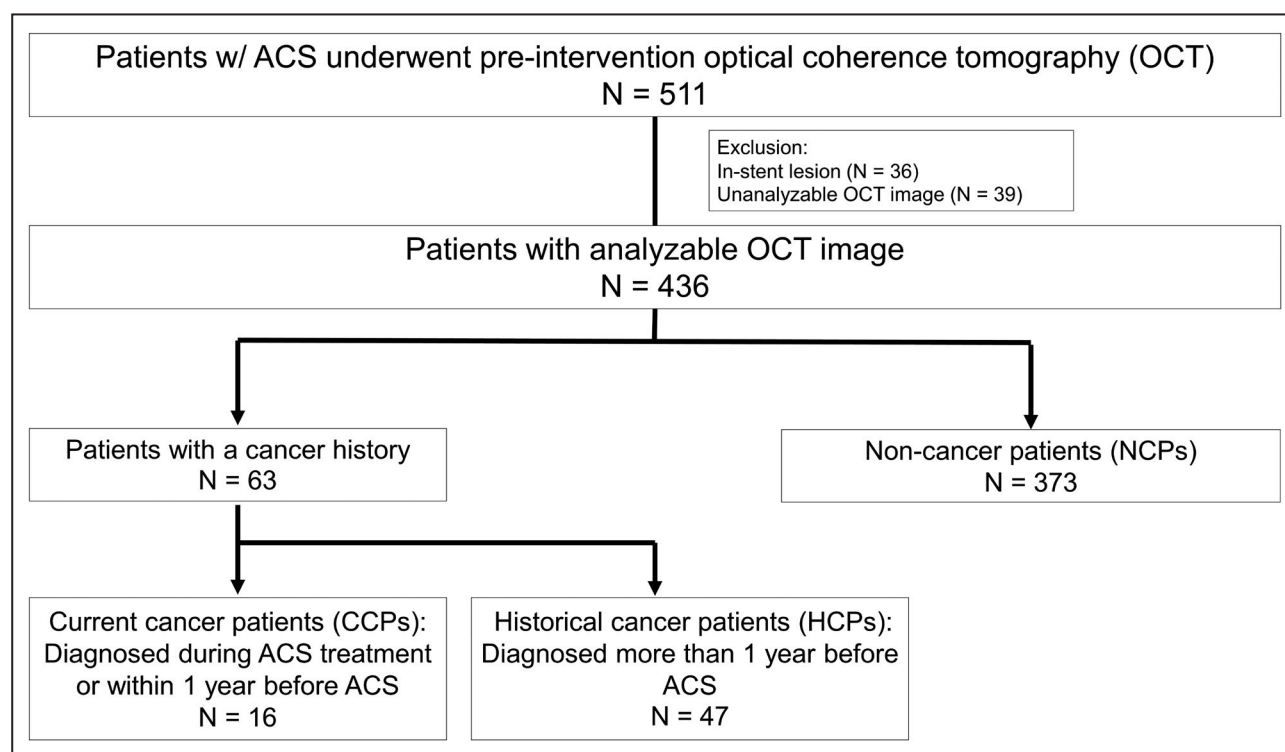 Patients w/ ACS underwent pre-intervention optical coherence tomography (OCT)
N = 511
Exclusion:
In-stent lesion (N = 36)
Unanalyzable OCT image (N = 39)
Patients with analyzable OCT image
N = 436
Patients with a cancer history
N = 63
Non-cancer patients (NCPs)
N = 373
Current cancer patients (CCPs):
Diagnosed during ACS treatment
or within 1 year before ACS
N = 16
Historical cancer patients (HCPs):
Diagnosed more than 1 year before
ACS
N = 47